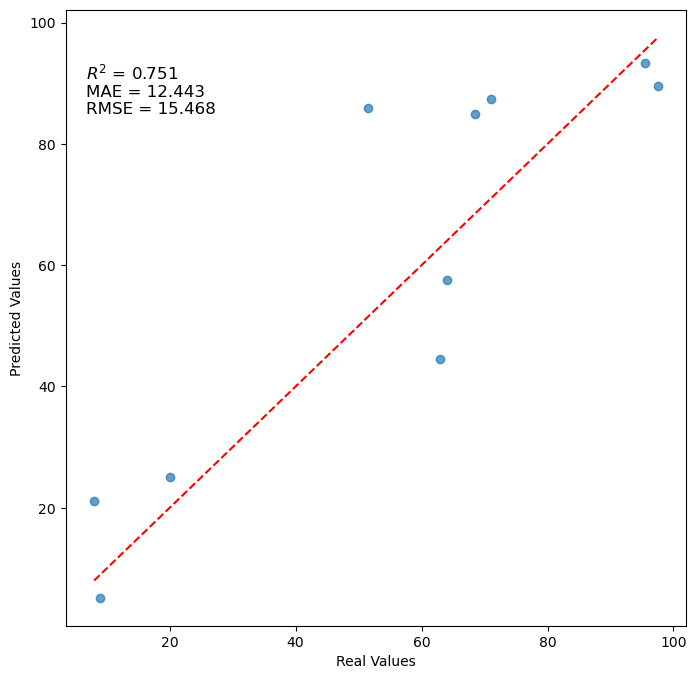 100
80
60
40
20
R² = 0.751
MAE = 12.443
RMSE = 15.468
Predicted Values
20 40 60 80 100
Real Values